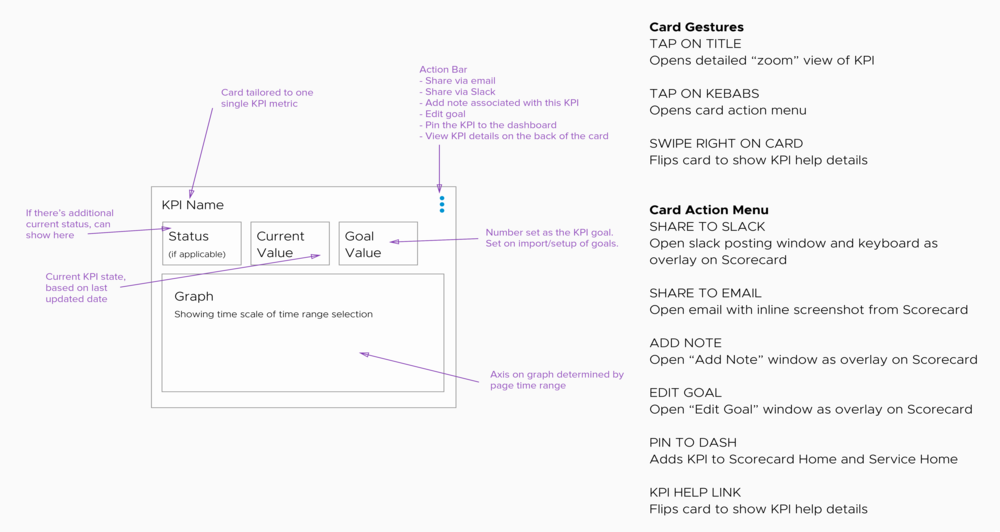 Card tailored to one
single KPI metric
Action Bar
- Share via email
- Share via Slack
- Add note associated with this KPI
- Edit goal
- Pin the KPI to the dashboard
- View KPI details on the back of the card
If there’s additional
current status, can
show here
Current KPI state,
based on last
updated date
KPI Name
Status
(if applicable)
Current
Value
Goal
Value
Graph
Showing time scale of time range selection
Number set as the KPI goal.
Set on import/setup of goals.
Axis on graph determined by
page time range
Card Gestures
TAP ON TITLE
Opens detailed “zoom” view of KPI
TAP ON KEBABS
Opens card action menu
SWIPE RIGHT ON CARD
Flips card to show KPI help details
Card Action Menu
SHARE TO SLACK
Open slack posting window and keyboard as
overlay on Scorecard
SHARE TO EMAIL
Open email with inline screenshot from Scorecard
ADD NOTE
Open “Add Note” window as overlay on Scorecard
EDIT GOAL
Open “Edit Goal” window as overlay on Scorecard
PIN TO DASH
Adds KPI to Scorecard Home and Service Home
KPI HELP LINK
Flips card to show KPI help details